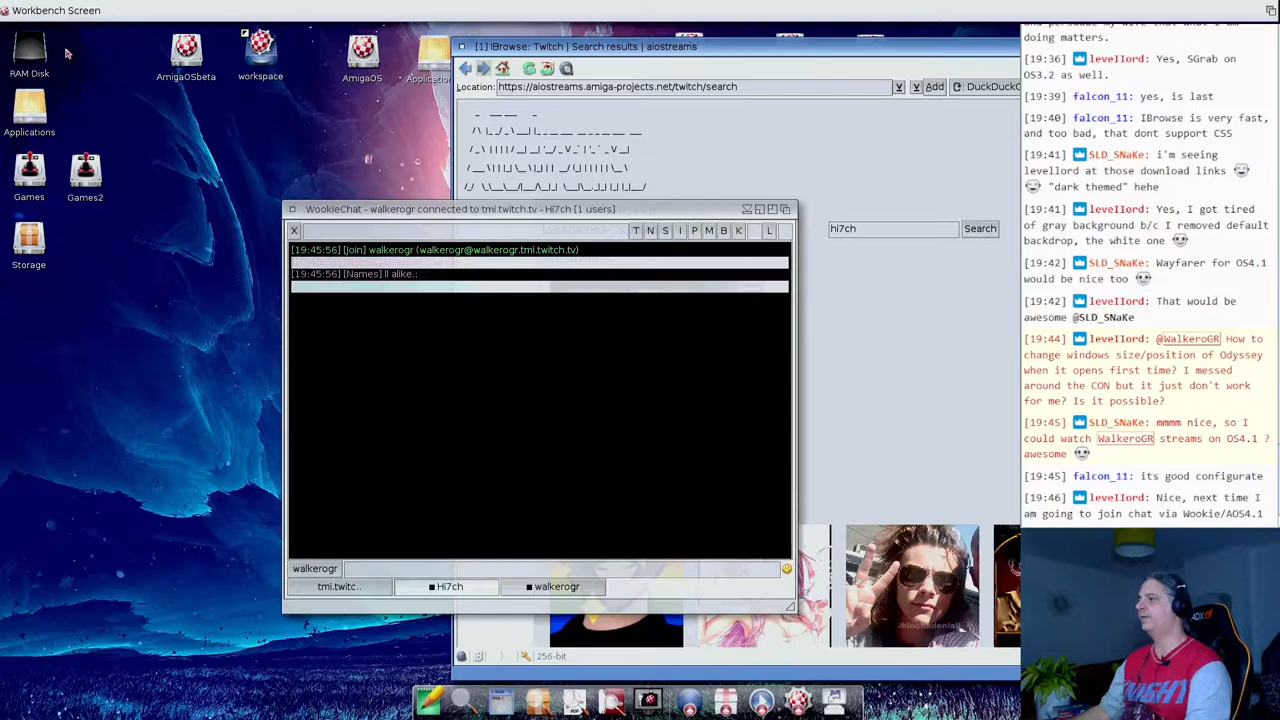 Workbench Screen
RAM Disk
AmigaOSbeta
workspace
AmigaOS
Applications
Games
Games2
Storage
[1] IBrowse: Twitch | Search results | aiostreams
Location:
https://aiostreams.amiga-projects.net/twitch/search
Add
hi7ch
Search
WookieChat - walkerogr connected to tmi.twitch.tv - Hi7ch [1 users]
X
T N S I P M B K L
[19:45:56] [Join] walkerogr (walkerogr@walkerogr.tmi.twitch.tv)
[19:45:56] [Names] ll alike.:
walkerogr
tmi.twitc..
Hi7ch
walkerogr
256-bit
doing matters.
[19:36] levelIord: Yes, SGrab on
OS3.2 as well.
[19:39] falcon_11: yes, is last
[19:40] falcon_11: IBrowse is very fast,
and too bad, that dont support CSS
[19:41] SLD_SNaKe: i'm seeing
levellord at those download links
"dark themed" hehe
[19:41] levelIord: Yes, I got tired
of gray background b/c I removed default
backdrop, the white one
[19:42] SLD_SNaKe: Wayfarer for OS4.1
would be nice too
[19:42] levelIord: That would be
awesome @SLD_SNaKe
[19:44] levelIord: @WalkeroGR How to
change windows size/position of Odyssey
when it opens first time? I messed
around the CON but it just don't work
for me? Is it possible?
[19:45] SLD_SNaKe: mmmm nice, so I
could watch WalkeroGR streams on OS4.1 ?
awesome
[19:45] falcon_11: its good configurate
[19:46] levelIord: Nice, next time I
am going to join chat via Wookie/AOS4.1